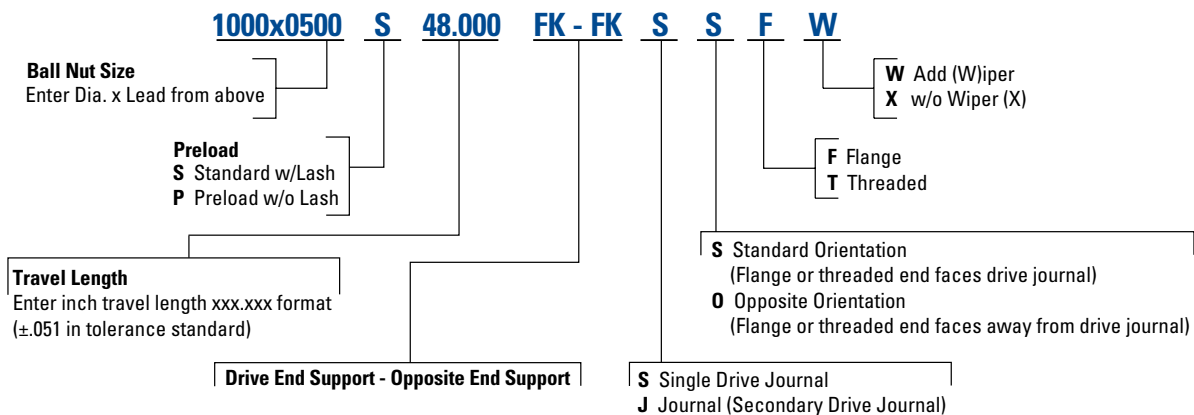 1000x0500 S 48.000 FK - FK S S F W
Ball Nut Size
Enter Dia. x Lead from above
W Add (W)iper
X w/o Wiper (X)
Preload
S Standard w/Lash
P Preload w/o Lash
F Flange
T Threaded
Travel Length
Enter inch travel length xxx.xxx format
(±.051 in tolerance standard)
S Standard Orientation
(Flange or threaded end faces drive journal)
O Opposite Orientation
(Flange or threaded end faces away from drive journal)
Drive End Support - Opposite End Support
S Single Drive Journal
J Journal (Secondary Drive Journal)